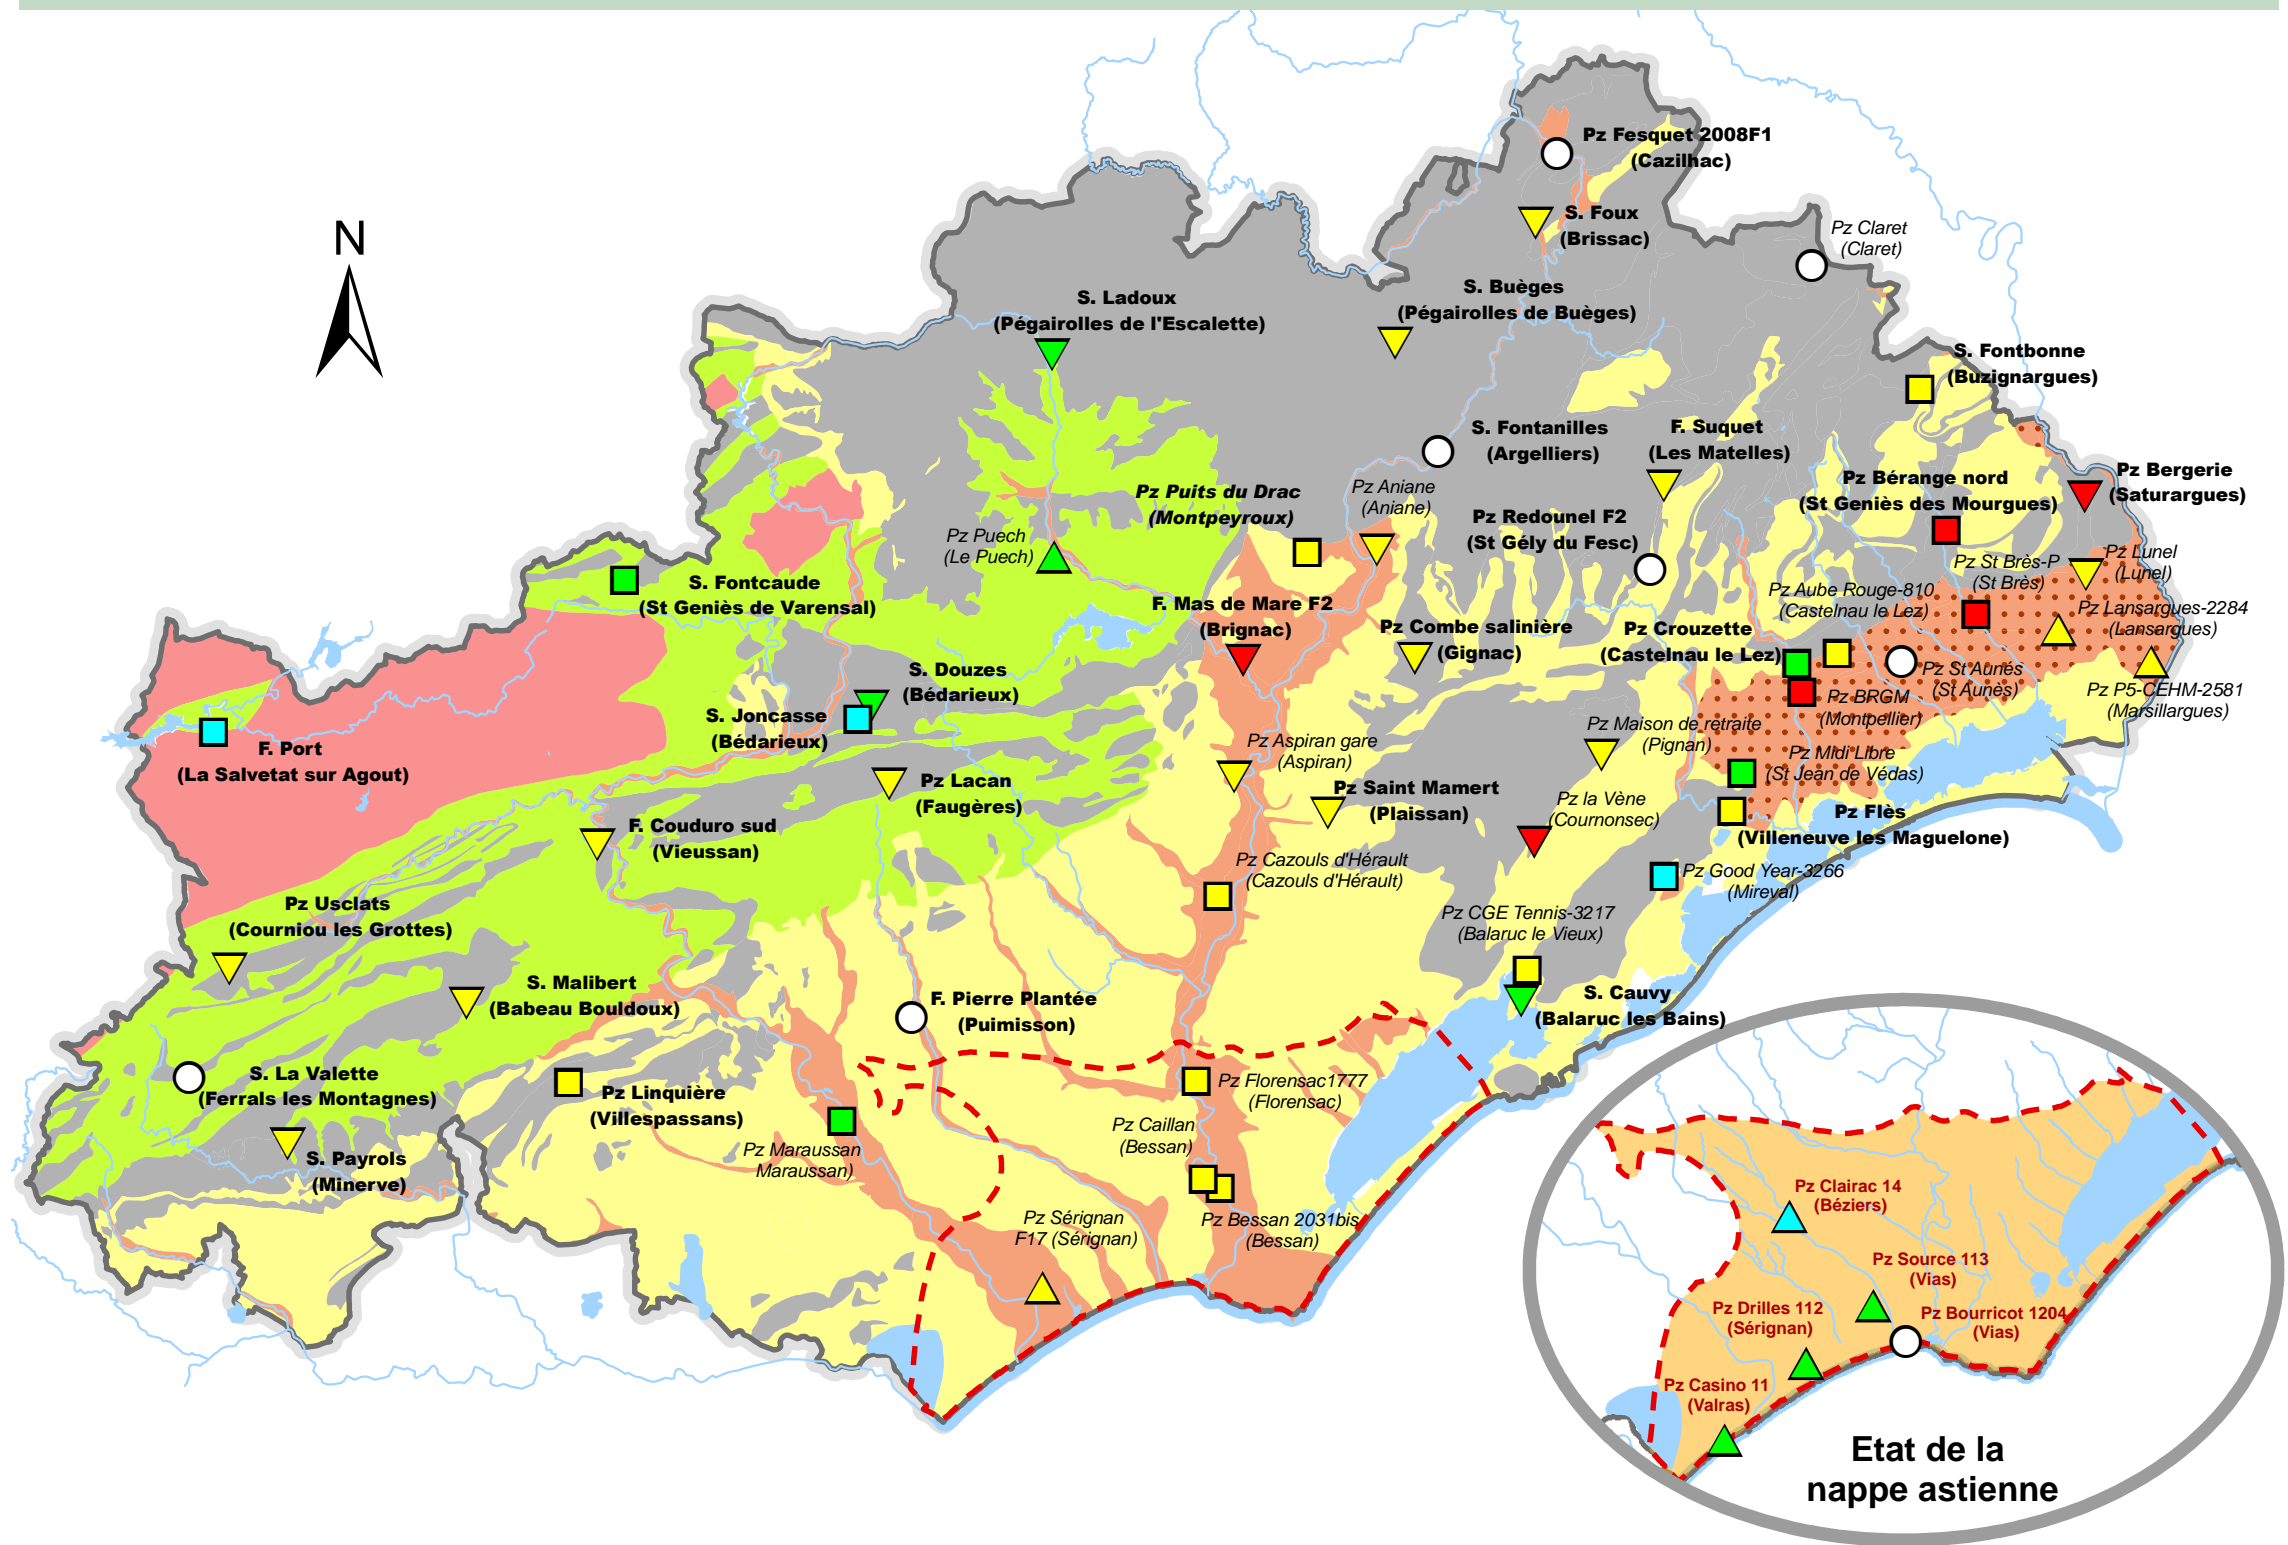 N
Pz Fesquet 2008F1
(Cazilhac)
S. Foux
(Brissac)
Pz Claret
(Claret)
S. Ladoux
(Pégairolles de l'Escalette)
S. Buèges
(Pégairolles de Buèges)
S. Fontbonne
(Buzignargues)
S. Fontanilles
(Argelliers)
F. Suquet
(Les Matelles)
Pz Bérange nord
(St Geniès des Mourgues)
Pz Bergerie
(Saturargues)
Pz Puits du Drac
(Montpeyroux)
Pz Aniane
(Aniane)
Pz Redounel F2
(St Gély du Fesc)
Pz Puech
(Le Puech)
Pz St Brès-P
(St Brès)
Pz Lunel
(Lunel)
S. Fontcaude
(St Geniès de Varensal)
F. Mas de Mare F2
(Brignac)
Pz Combe salinière
(Gignac)
Pz Crouzette
(Castelnau le Lez)
Pz Aube Rouge-810
(Castelnau le Lez)
Pz Lansargues-2284
(Lansargues)
S. Douzes
(Bédarieux)
S. Joncasse
(Bédarieux)
Pz St Aunés
(St Aunès)
Pz P5-CEHM-2581
(Marsillargues)
Pz BRGM
(Montpellier)
F. Port
(La Salvetat sur Agout)
Pz Aspiran gare
(Aspiran)
Pz Maison de retraite
(Pignan)
Pz Midi Libre
(St Jean de Védas)
Pz Lacan
(Faugères)
Pz Saint Mamert
(Plaissan)
Pz la Vène
(Cournonsec)
Pz Flès
(Villeneuve les Maguelone)
F. Couduro sud
(Vieussan)
Pz Cazouls d'Hérault
(Cazouls d'Hérault)
Pz Good Year-3266
(Mireval)
Pz Usclats
(Courniou les Grottes)
Pz CGE Tennis-3217
(Balaruc le Vieux)
S. Malibert
(Babeau Bouldoux)
F. Pierre Plantée
(Puimisson)
S. Cauvy
(Balaruc les Bains)
S. La Valette
(Ferrals les Montagnes)
Pz Linquière
(Villespassans)
Pz Florensac1777
(Florensac)
Pz Maraussan
Maraussan)
Pz Caillan
(Bessan)
S. Payrols
(Minerve)
Pz Sérignan
F17 (Sérignan)
Pz Bessan 2031bis
(Bessan)
Pz Clairac 14
(Béziers)
Pz Source 113
(Vias)
Pz Drilles 112
(Sérignan)
Pz Bourricot 1204
(Vias)
Pz Casino 11
(Valras)
Etat de la
nappe astienne